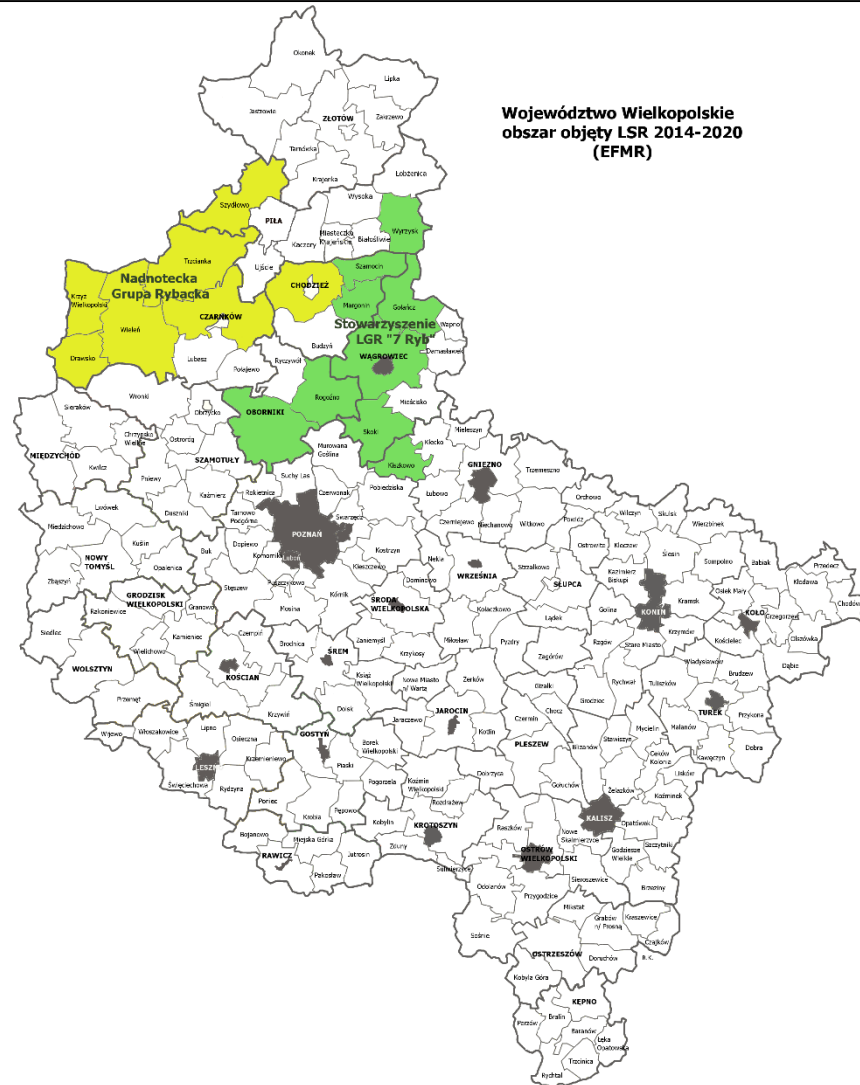 Województwo Wielkopolskie
obszar objęty LSR 2014-2020
(EFMR)
Okonek
Lipka
Jastrowie
ZŁOTÓW
Zakrzewo
Tarnówka
Krajenka
Łobżenica
Szydłowo
Wysoka
PIŁA
Miasteczko
Krajeńskie
Wyrzysk
Kaczory
Białośliwie
Trzcianka
Ujście
Szamocin
Nadnotecka
Grupa Rybacka
CHODZIEŻ
Krzyż
Wielkopolski
Margonin
Gołańcz
CZARNKÓW
Stowarzyszenie
LGR "7 Ryb"
Wapno
Wieleń
Drawsko
Lubasz
Budzyń
Damasławek
WĄGROWIEC
Połajewo
Ryczywół
Wronki
Rogoźno
Mieścisko
Sieraków
Obrzycko
OBORNIKI
Chrzypsko
Wielkie
Ostroróg
Skoki
Mieleszyn
MIĘDZYCHÓD
SZAMOTUŁY
Murowana
Goślina
Kłecko
Kwilcz
Pniewy
Kiszkowo
GNIEZNO
Trzemeszno
Suchy Las
Pobiedziska
Kaźmierz
Rokietnica
Czerwonak
Łubowo
Orchowo
Lwówek
Duszniki
Tarnowo
Podgórne
Swarzędz
Czerniejewo
Niechanowo
Witkowo
Powidz
Wilczyn
Skulsk
Wierzbinek
Miedzichowo
Kuślin
POZNAŃ
Buk
Dopiewo
Komorniki
Luboń
Kostrzyn
Nekla
Ostrowite
Kleczew
Ślesin
NOWY
TOMYŚL
Opalenica
Kleszczewo
Dominowo
WRZEŚNIA
Strzałkowo
Kazimierz
Biskupi
Sompolno
Babiak
Przedecz
Zbąszyń
Stęszew
Puszczykowo
SŁUPCA
Kłodawa
GRODZISK
WIELKOPOLSKI
Kórnik
ŚRODA
WIELKOPOLSKA
Kramsk
Osiek Mały
Chodów
Rakoniewice
Granowo
Mosina
Kołaczkowo
Golina
KONIN
KOŁO
Grzegorzew
Lądek
Krzymów
Siedlec
Kamieniec
Czempiń
Brodnica
Zaniemyśl
Miłosław
Pyzdry
Rzgów
Stare Miasto
Kościelec
Olszówka
Wielichowo
ŚREM
Krzykosy
Zagórów
Władysławów
Dąbie
WOLSZTYN
KOŚCIAN
Książ
Wielkopolski
Nowe Miasto
n/ Wartą
Żerków
Rychwał
Tuliszków
Brudzew
Przemęt
Śmigiel
Krzywiń
Dolsk
Gizałki
Grodziec
TUREK
Przykona
Wijewo
Włoszakowice
Lipno
Osieczna
GOSTYŃ
Jaraczewo
JAROCIN
Chocz
Czermin
Mycielin
Malanów
Krzemieniewo
Borek
Wielkopolski
Kotlin
PLESZEW
Stawiszyn
Blizanów
Ceków
Kolonia
Kawęczyn
Dobra
LESZNO
Piaski
Święciechowa
Rydzyna
Pogorzela
Koźmin
Wielkopolski
Dobrzyca
Gołuchów
Żelazków
Lisków
Koźminek
Poniec
Krobia
Pępowo
Rozdrażew
Bojanowo
Miejska Górka
Kobylin
KROTOSZYN
Raszków
Nowe
Skalmierzyce
KALISZ
Opatówek
Szczytniki
RAWICZ
Jutrosin
Zduny
OSTRÓW
WIELKOPOLSKI
Godziesze
Wielkie
Pakosław
Sulmierzyce
Sieroszewice
Brzeziny
Odolanów
Przygodzice
Mikstat
Grabów
n/ Prosną
Kraszewice
Sośnie
Czajków
OSTRZESZÓW
Doruchów
R.K.
Kobyla Góra
KĘPNO
Perzów
Bralin
Baranów
Łęka
Opatowska
Trzcinica
Rychtal